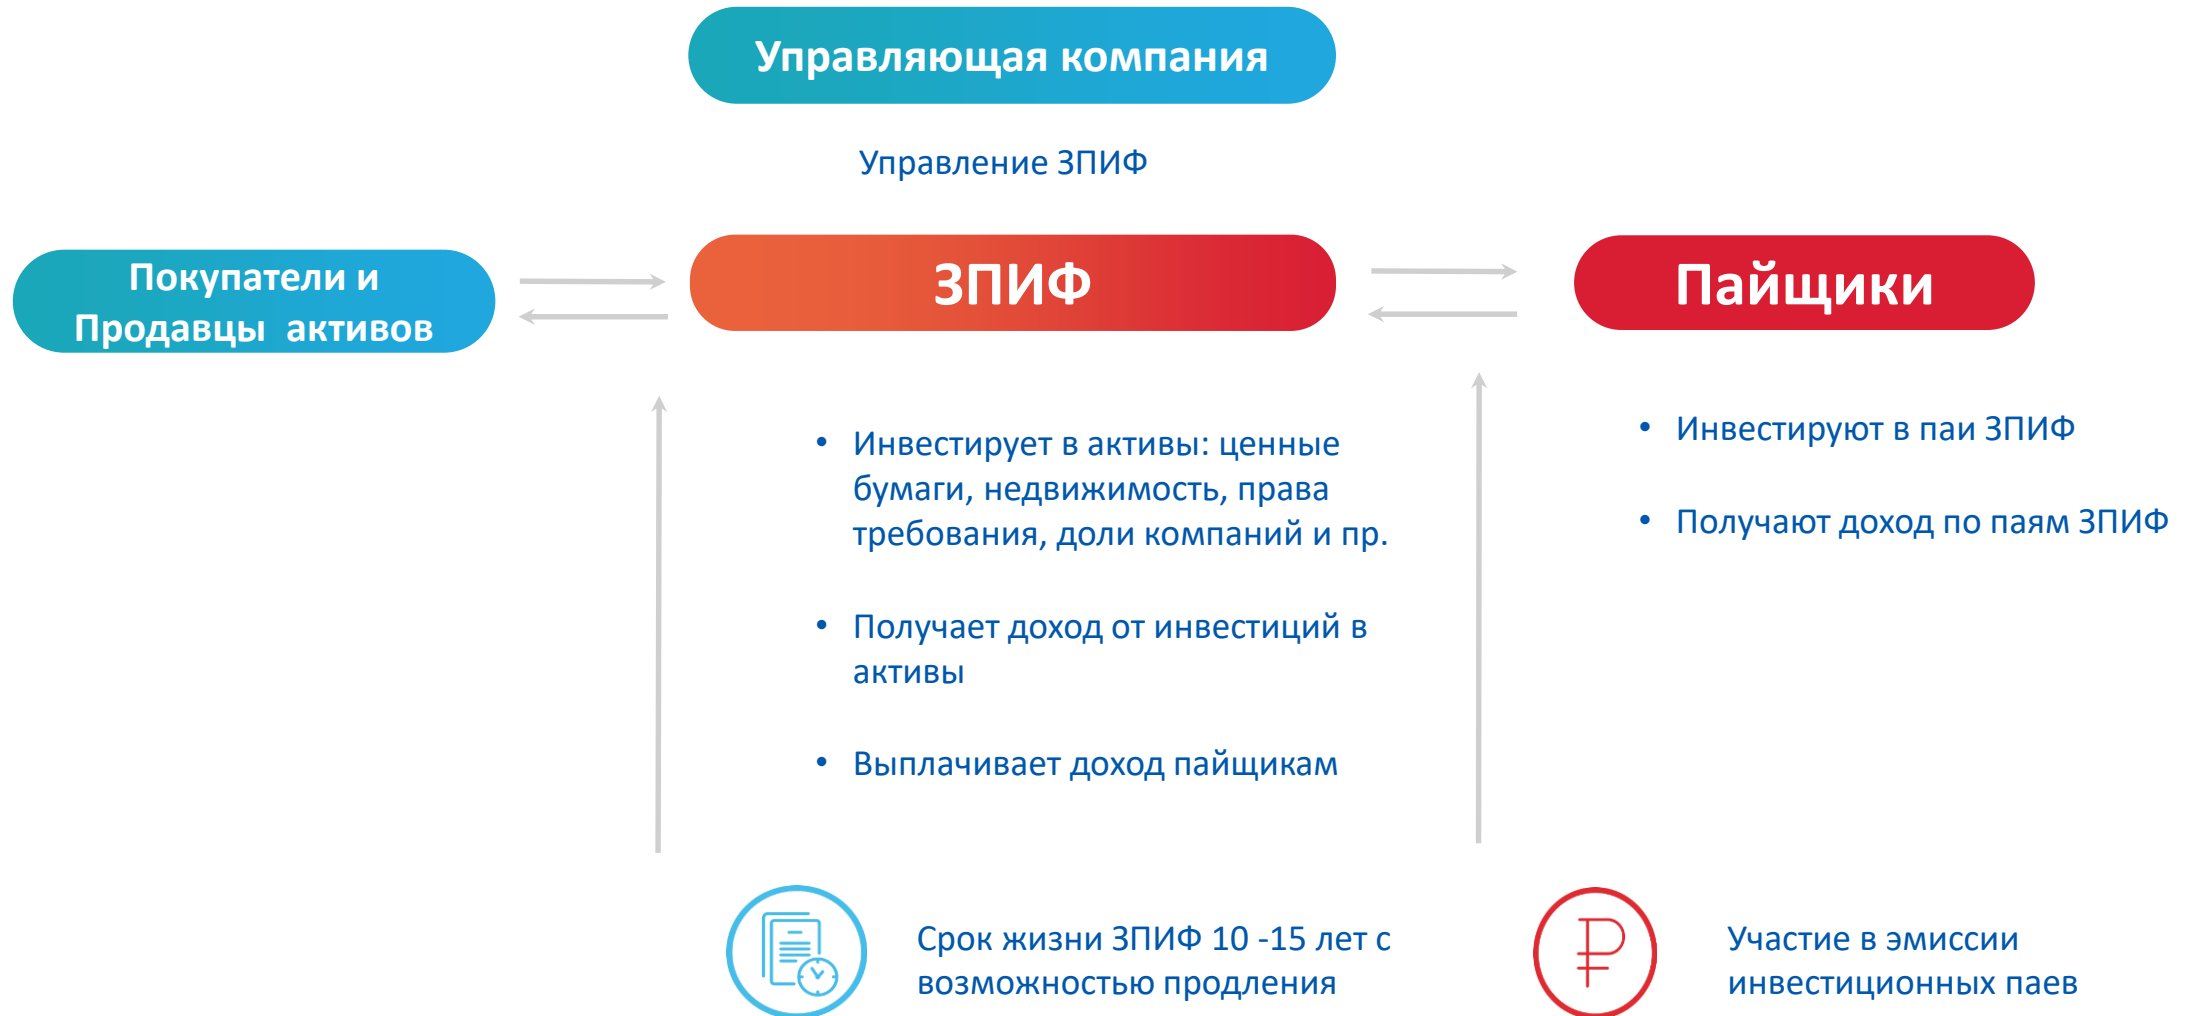 Управляющая компания
Управление ЗПИФ
Покупатели и
Продавцы активов
ЗПИФ
Пайщики
• Инвестирует в активы: ценные
бумаги, недвижимость, права
требования, доли компаний и пр.
• Получает доход от инвестиций в
активы
• Выплачивает доход пайщикам
• Инвестируют в паи ЗПИФ
• Получают доход по паям ЗПИФ
Срок жизни ЗПИФ 10 -15 лет с
возможностью продления
₽
Участие в эмиссии
инвестиционных паев